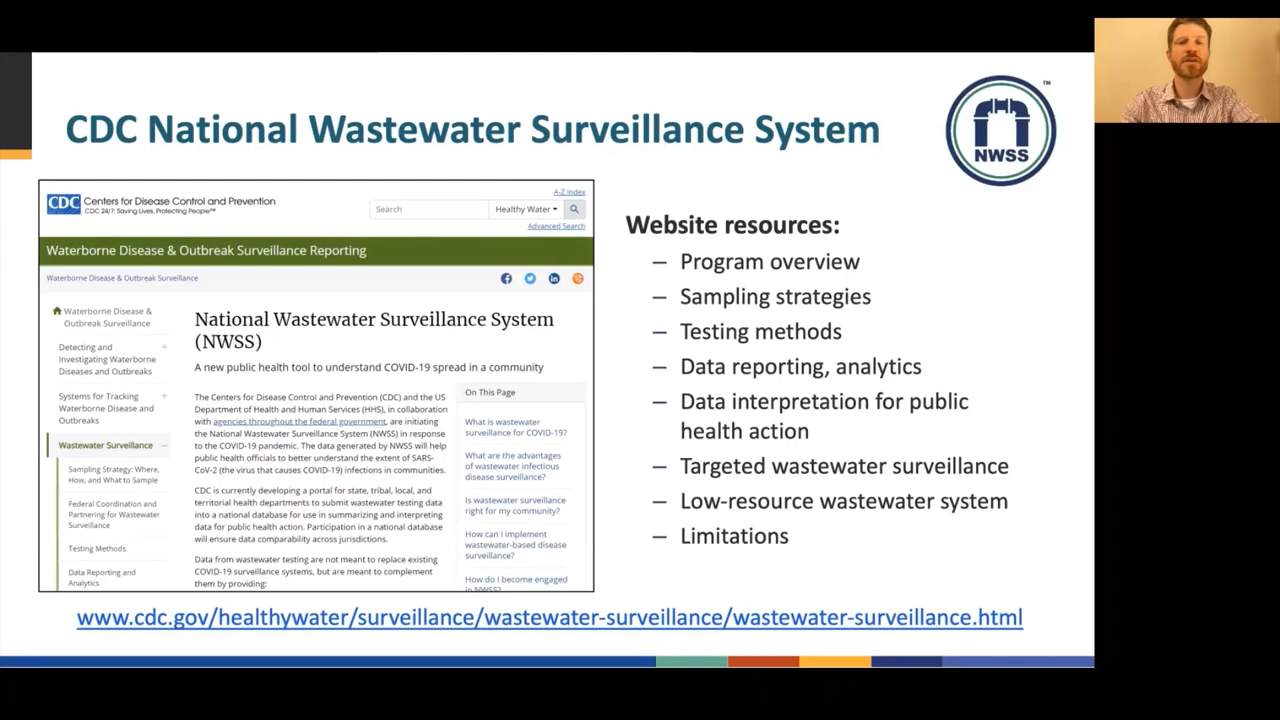 CDC National Wastewater Surveillance System
™
NWSS
CDC
Centers for Disease Control and Prevention
CDC 24/7: Saving Lives, Protecting People™
A-Z Index
Search
Healthy Water
Advanced Search
Waterborne Disease & Outbreak Surveillance Reporting
Waterborne Disease & Outbreak Surveillance
Waterborne Disease &
Outbreak Surveillance
Detecting and
Investigating Waterborne
Diseases and Outbreaks
Systems for Tracking
Waterborne Disease and
Outbreaks
Wastewater Surveillance
Sampling Strategy: Where,
How, and What to Sample
Federal Coordination and
Partnering for Wastewater
Surveillance
Testing Methods
Data Reporting and
Analytics
National Wastewater Surveillance System
(NWSS)
A new public health tool to understand COVID-19 spread in a community
The Centers for Disease Control and Prevention (CDC) and the US
Department of Health and Human Services (HHS), in collaboration
with agencies throughout the federal government, are initiating
the National Wastewater Surveillance System (NWSS) in response
to the COVID-19 pandemic. The data generated by NWSS will help
public health officials to better understand the extent of SARS-
CoV-2 (the virus that causes COVID-19) infections in communities.
CDC is currently developing a portal for state, tribal, local, and
territorial health departments to submit wastewater testing data
into a national database for use in summarizing and interpreting
data for public health action. Participation in a national database
will ensure data comparability across jurisdictions.
Data from wastewater testing are not meant to replace existing
COVID-19 surveillance systems, but are meant to complement
them by providing:
On This Page
What is wastewater
surveillance for COVID-19?
What are the advantages
of wastewater infectious
disease surveillance?
Is wastewater surveillance
right for my community?
How can I implement
wastewater-based disease
surveillance?
How do I become engaged
in NWSS?
Website resources:
– Program overview
– Sampling strategies
– Testing methods
– Data reporting, analytics
– Data interpretation for public
health action
– Targeted wastewater surveillance
– Low-resource wastewater system
– Limitations
www.cdc.gov/healthywater/surveillance/wastewater-surveillance/wastewater-surveillance.html